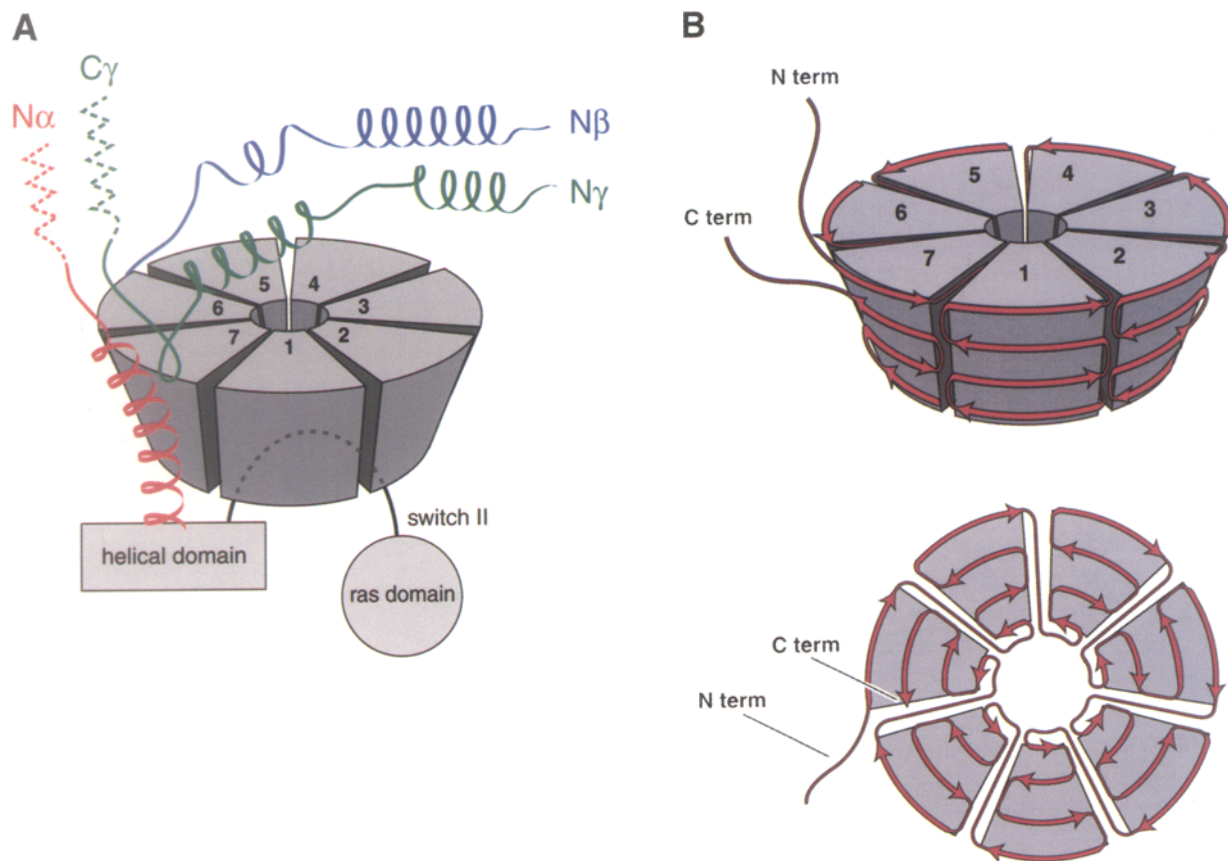 A
Cγ
Nα
Nβ
Nγ
5 4
6 3
7 2
1
switch II
helical domain
ras domain
B
N term
C term
5 4
6 3
7 2
1
C term
N term